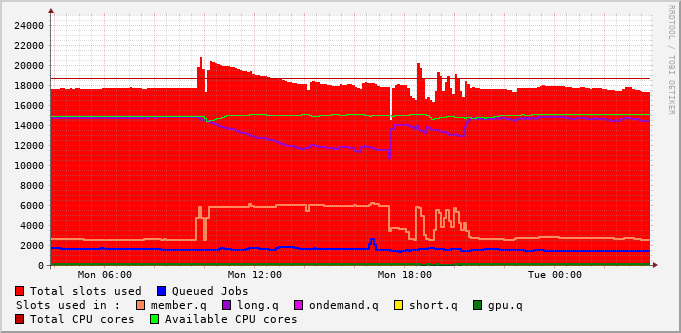 24000
22000
20000
18000
16000
14000
12000
10000
8000
6000
4000
2000
0
Mon 06:00 Mon 12:00 Mon 18:00 Tue 00:00
RRDTOOL / TOBI OETIKER
Total slots used Queued Jobs
Slots used in : member.q long.q ondemand.q short.q gpu.q
Total CPU cores Available CPU cores